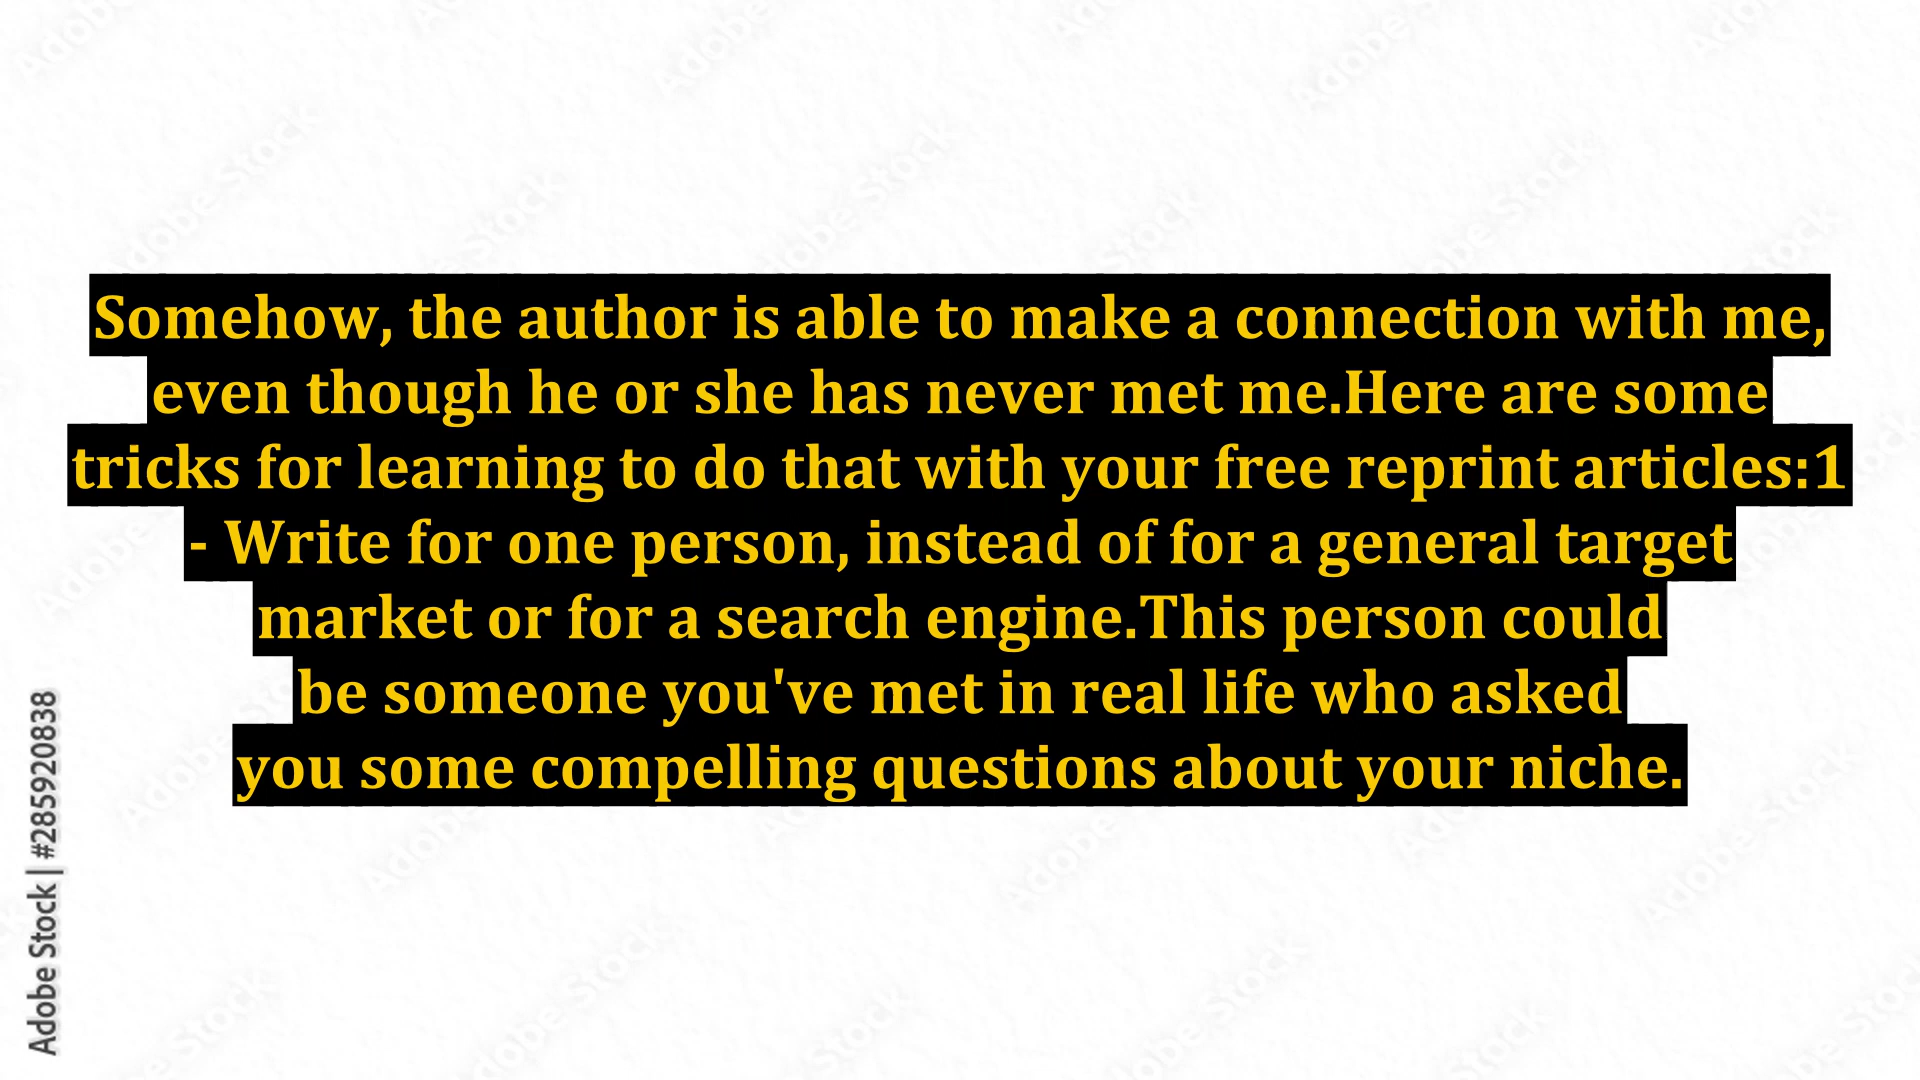 Somehow, the author is able to make a connection with me,
even though he or she has never met me.Here are some
tricks for learning to do that with your free reprint articles:1
- Write for one person, instead of for a general target
market or for a search engine.This person could
be someone you've met in real life who asked
you some compelling questions about your niche.
Adobe Stock | #285920838